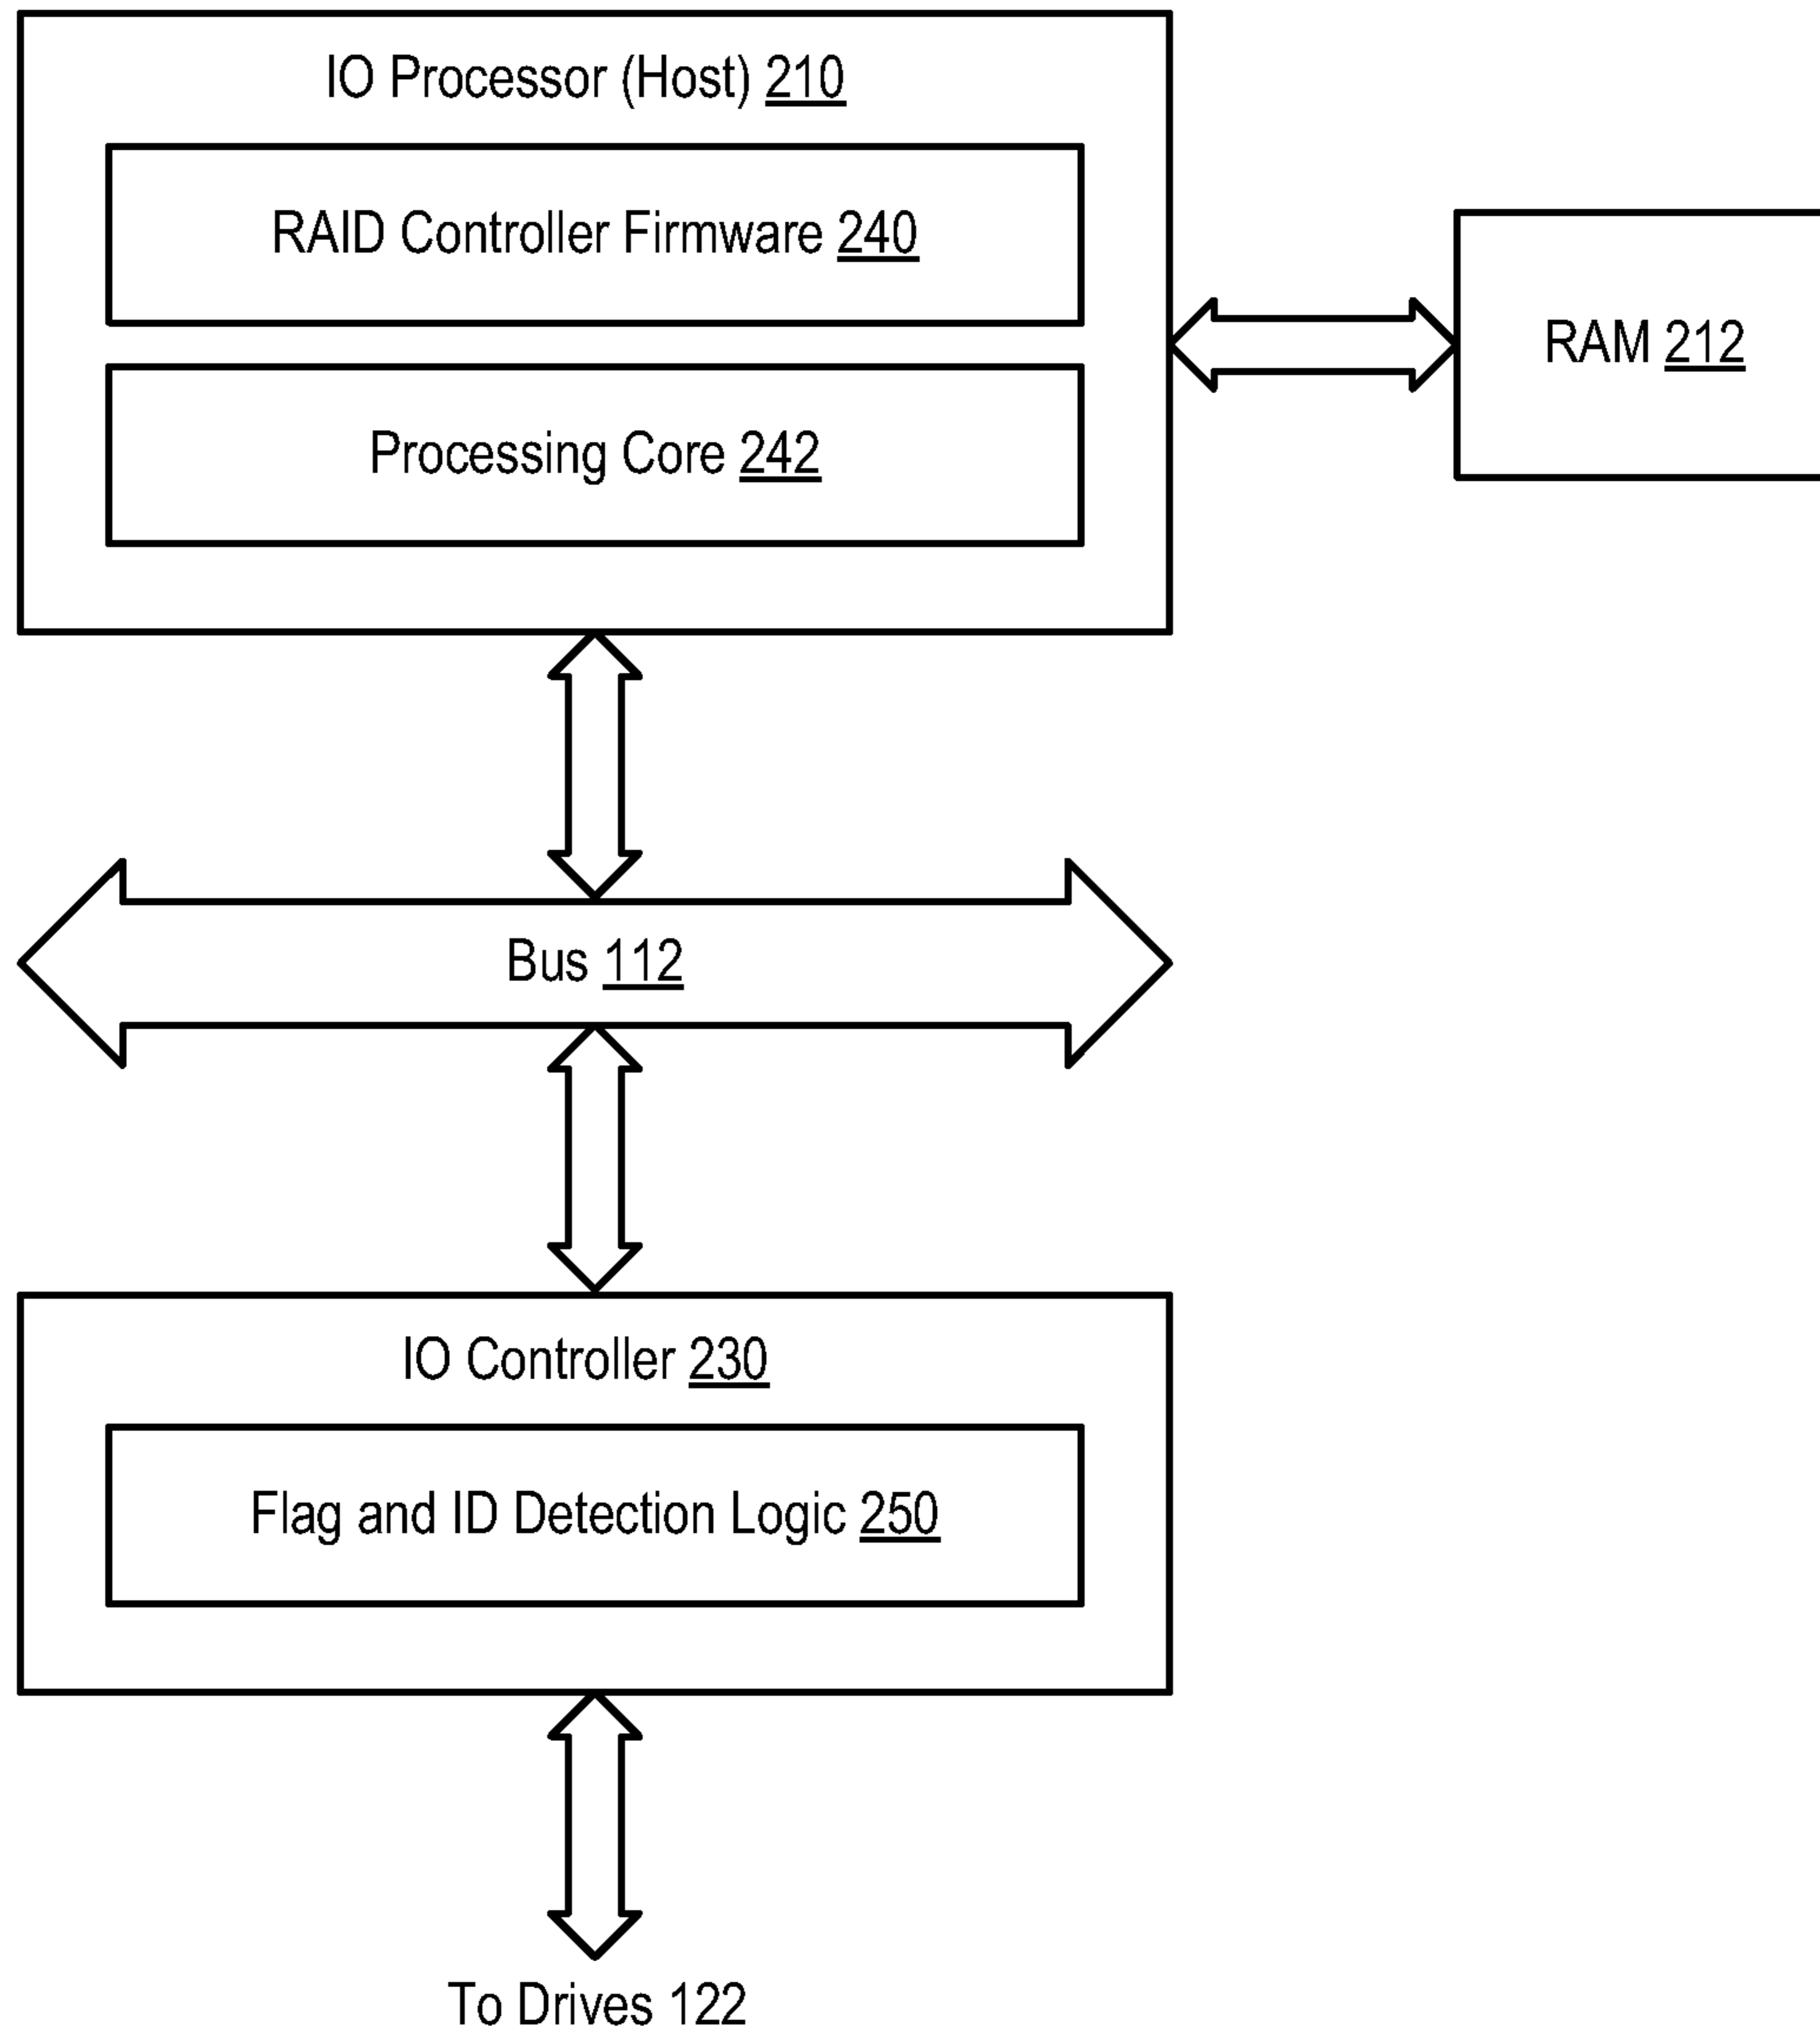 IO Processor (Host) 210
RAID Controller Firmware 240
RAM 212
Processing Core 242
Bus 112
IO Controller 230
Flag and ID Detection Logic 250
To Drives 122